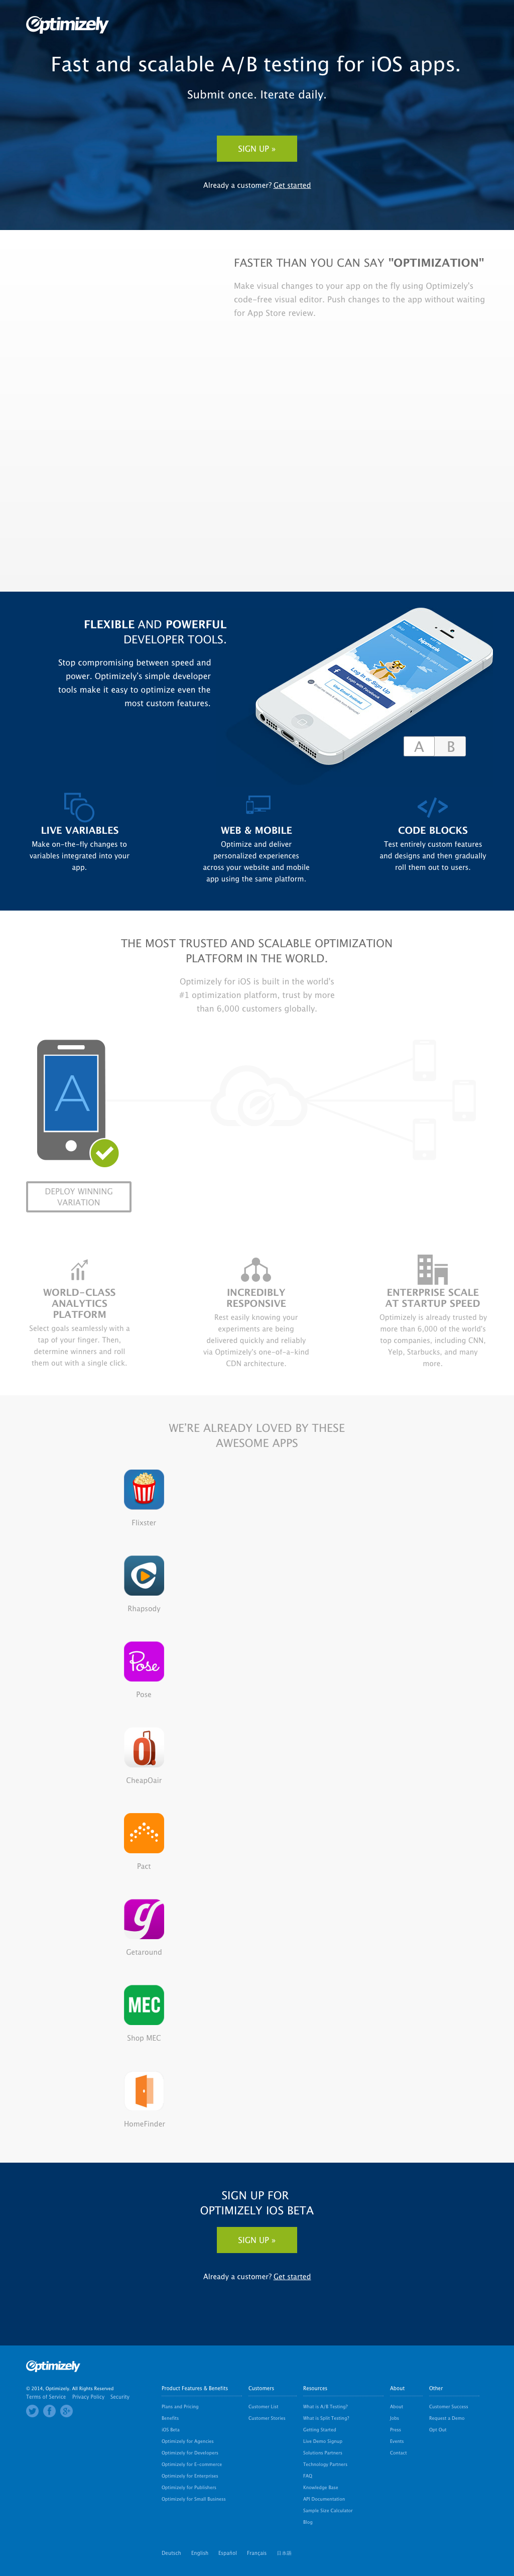 Optimizely
Fast and scalable A/B testing for iOS apps.
Submit once. Iterate daily.
SIGN UP »
Already a customer? Get started
FASTER THAN YOU CAN SAY "OPTIMIZATION"
Make visual changes to your app on the fly using Optimizely's
code-free visual editor. Push changes to the app without waiting
for App Store review.
FLEXIBLE AND POWERFUL
DEVELOPER TOOLS.
Stop compromising between speed and
power. Optimizely's simple developer
tools make it easy to optimize even the
most custom features.
hipmunk
Log In or Sign Up
A B
LIVE VARIABLES
Make on-the-fly changes to
variables integrated into your
app.
WEB & MOBILE
Optimize and deliver
personalized experiences
across your website and mobile
app using the same platform.
CODE BLOCKS
Test entirely custom features
and designs and then gradually
roll them out to users.
THE MOST TRUSTED AND SCALABLE OPTIMIZATION
PLATFORM IN THE WORLD.
Optimizely for iOS is built in the world's
#1 optimization platform, trust by more
than 6,000 customers globally.
A
DEPLOY WINNING
VARIATION
WORLD-CLASS
ANALYTICS
PLATFORM
Select goals seamlessly with a
tap of your finger. Then,
determine winners and roll
them out with a single click.
INCREDIBLY
RESPONSIVE
Rest easily knowing your
experiments are being
delivered quickly and reliably
via Optimizely's one-of-a-kind
CDN architecture.
ENTERPRISE SCALE
AT STARTUP SPEED
Optimizely is already trusted by
more than 6,000 of the world's
top companies, including CNN,
Yelp, Starbucks, and many
more.
WE'RE ALREADY LOVED BY THESE
AWESOME APPS
Flixster
Rhapsody
Pose
Pose
CheapOair
Pact
g
Getaround
MEC
Shop MEC
HomeFinder
SIGN UP FOR
OPTIMIZELY IOS BETA
SIGN UP »
Already a customer? Get started
Optimizely
© 2014, Optimizely. All Rights Reserved
Terms of Service Privacy Policy Security
Product Features & Benefits
Plans and Pricing
Benefits
iOS Beta
Optimizely for Agencies
Optimizely for Developers
Optimizely for E-commerce
Optimizely for Enterprises
Optimizely for Publishers
Optimizely for Small Business
Customers
Customer List
Customer Stories
Resources
What is A/B Testing?
What is Split Testing?
Getting Started
Live Demo Signup
Solutions Partners
Technology Partners
FAQ
Knowledge Base
API Documentation
Sample Size Calculator
Blog
About
About
Jobs
Press
Events
Contact
Other
Customer Success
Request a Demo
Opt Out
Deutsch English Español Français 日本語